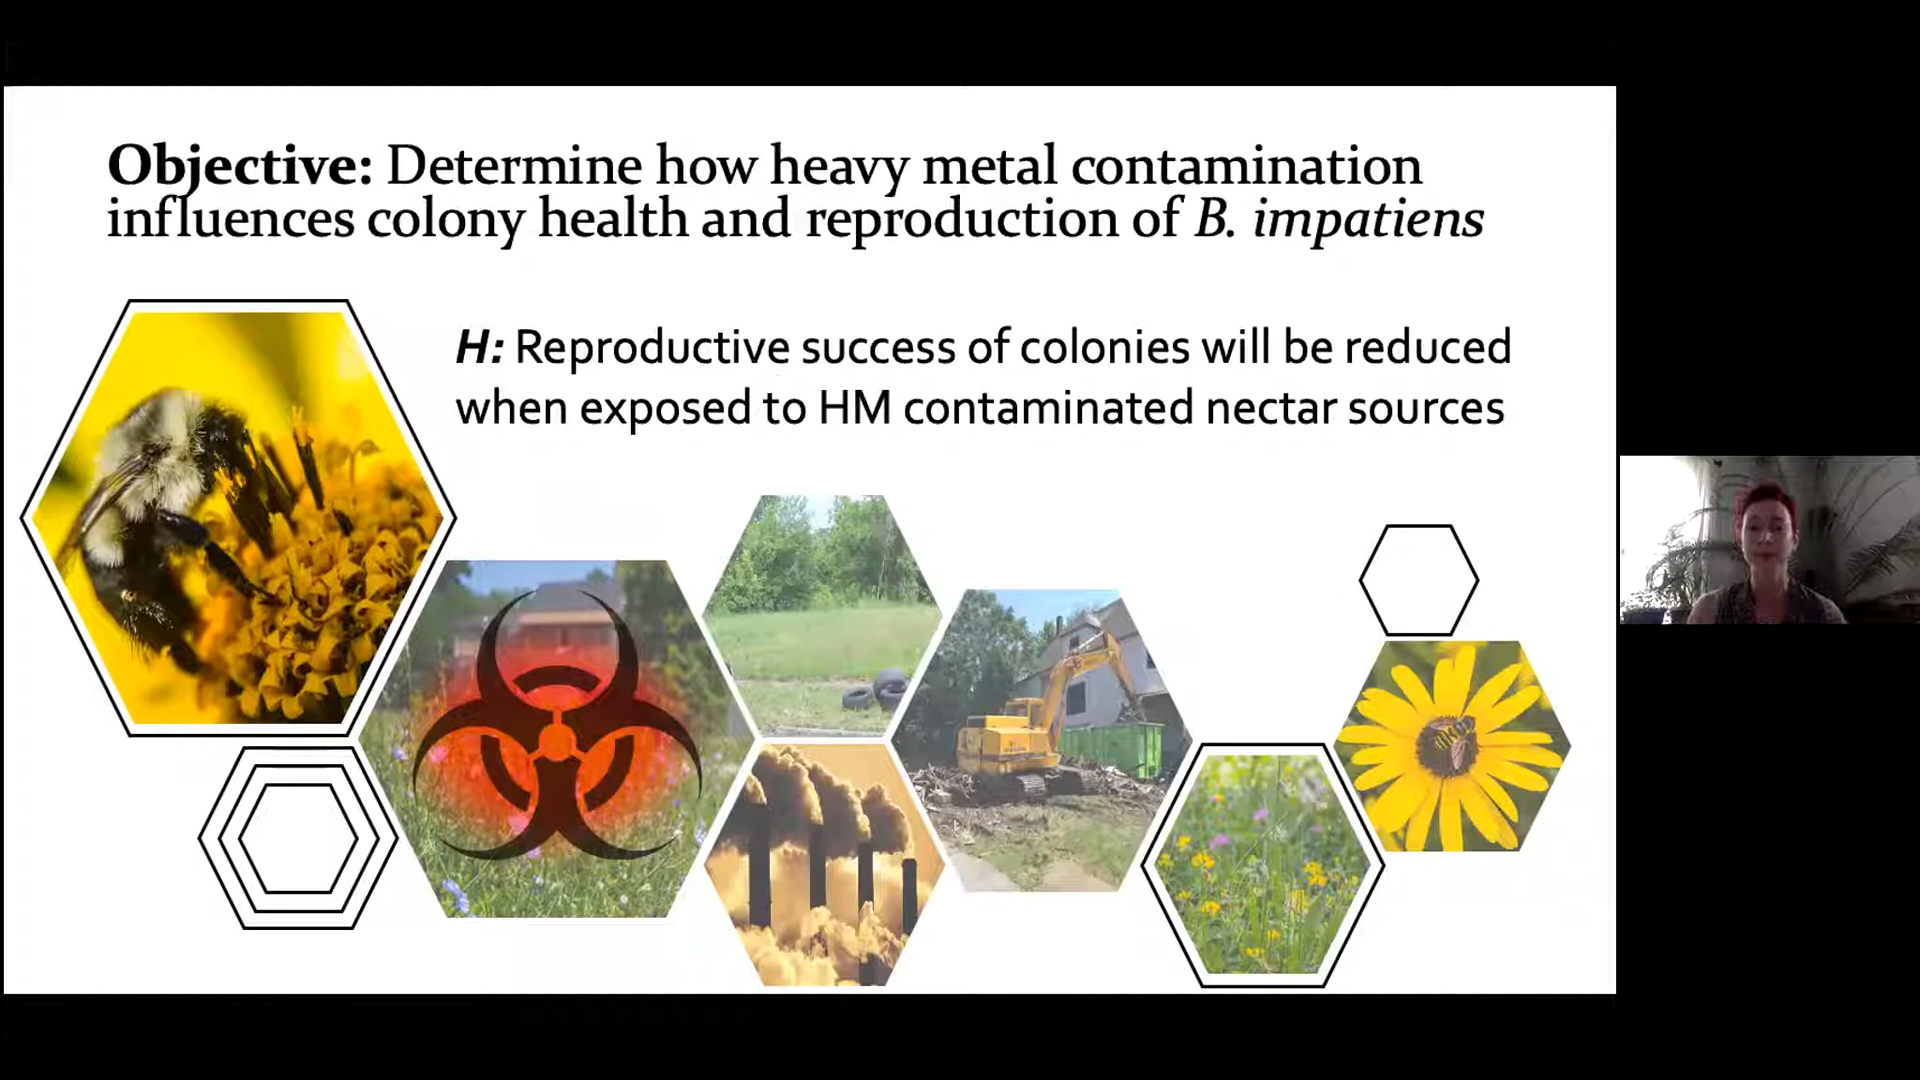 Objective: Determine how heavy metal contamination
influences colony health and reproduction of B. impatiens
H: Reproductive success of colonies will be reduced
when exposed to HM contaminated nectar sources